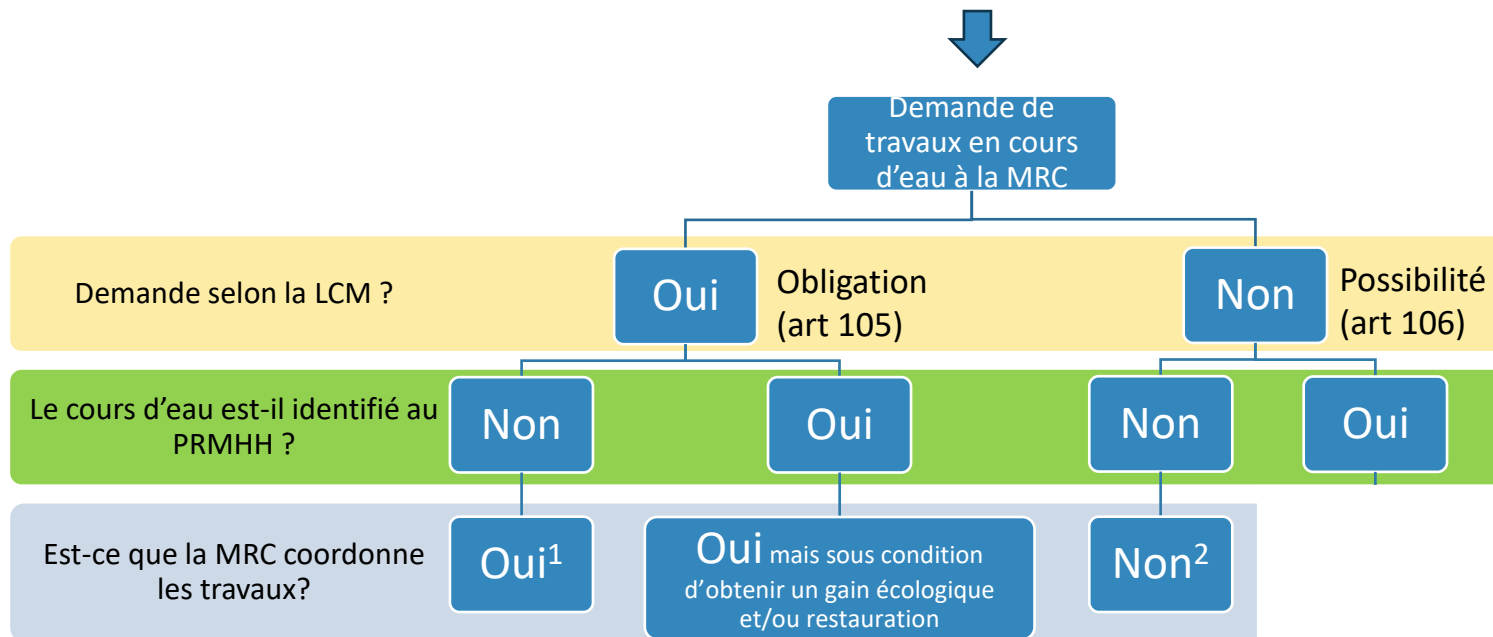 Demande de
travaux en cours
d'eau à la MRC
Demande selon la LCM ?
Oui
Obligation
(art 105)
Non
Possibilité
(art 106)
Le cours d'eau est-il identifié au
PRMHH ?
Non
Oui
Non
Oui
Est-ce que la MRC coordonne
les travaux?
Oui1
Oui mais sous condition
d'obtenir un gain écologique
et/ou restauration
Non2